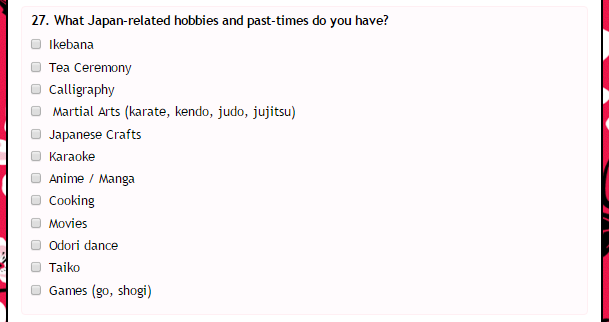 27. What Japan-related hobbies and past-times do you have?
Ikebana
Tea Ceremony
Calligraphy
Martial Arts (karate, kendo, judo, jujitsu)
Japanese Crafts
Karaoke
Anime / Manga
Cooking
Movies
Odori dance
Taiko
Games (go, shogi)